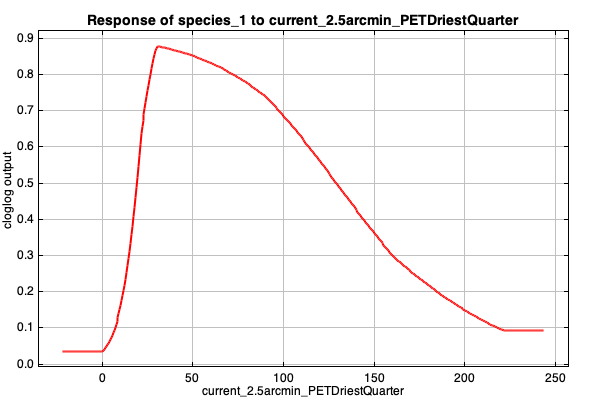 Response of species_1 to current_2.5arcmin_PETDriestQuarter
0.9
0.8
0.7
0.6
0.5
0.4
0.3
0.2
0.1
0.0
cloglog output
0 50 100 150 200 250
current_2.5arcmin_PETDriestQuarter